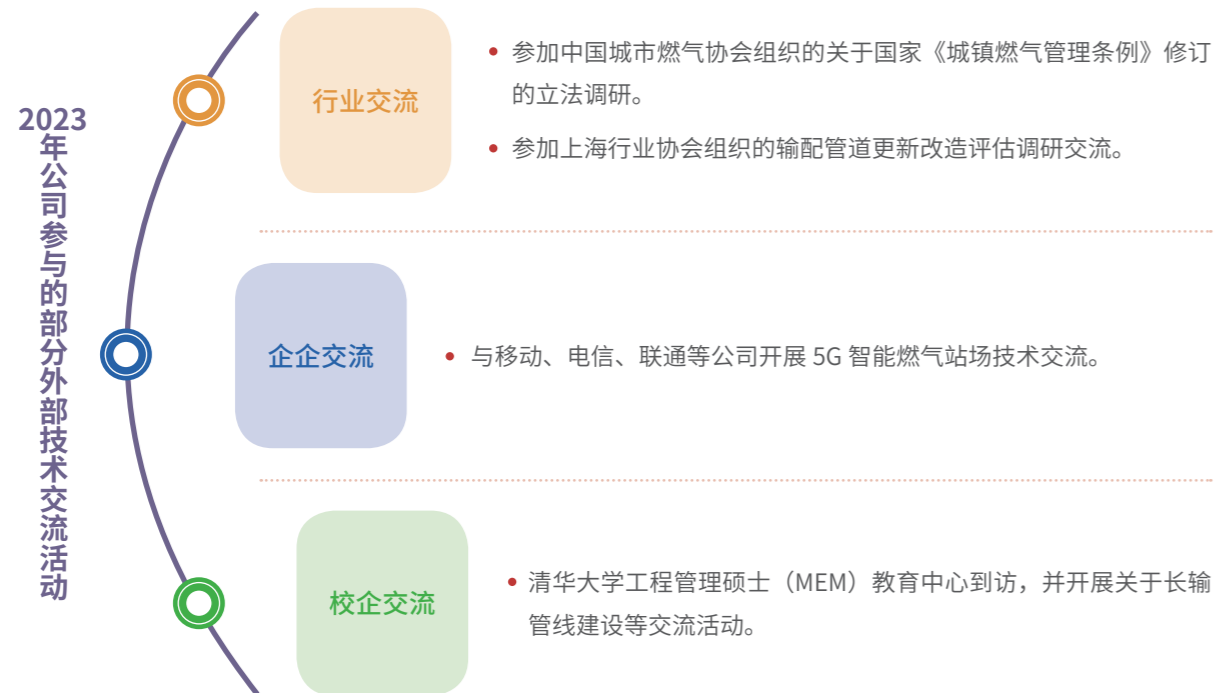 2023年公司参与的部分外部技术交流活动
行业交流
• 参加中国城市燃气协会组织的关于国家《城镇燃气管理条例》修订
的立法调研。
• 参加上海行业协会组织的输配管道更新改造评估调研交流。
企企交流
• 与移动、电信、联通等公司开展 5G 智能燃气站场技术交流。
校企交流
• 清华大学工程管理硕士（MEM）教育中心到访，并开展关于长输
管线建设等交流活动。